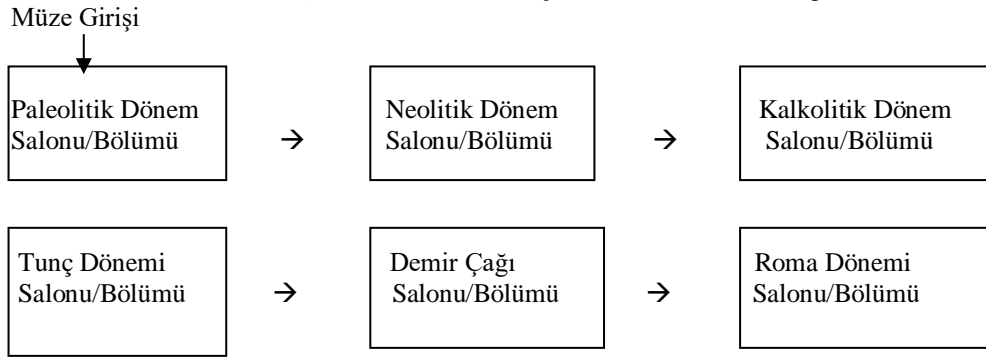 Müze Girişi
Paleolitik Dönem
Salonu/Bölümü
→
Neolitik Dönem
Salonu/Bölümü
→
Kalkolitik Dönem
Salonu/Bölümü
Tunç Dönemi
Salonu/Bölümü
→
Demir Çağı
Salonu/Bölümü
→
Roma Dönemi
Salonu/Bölümü